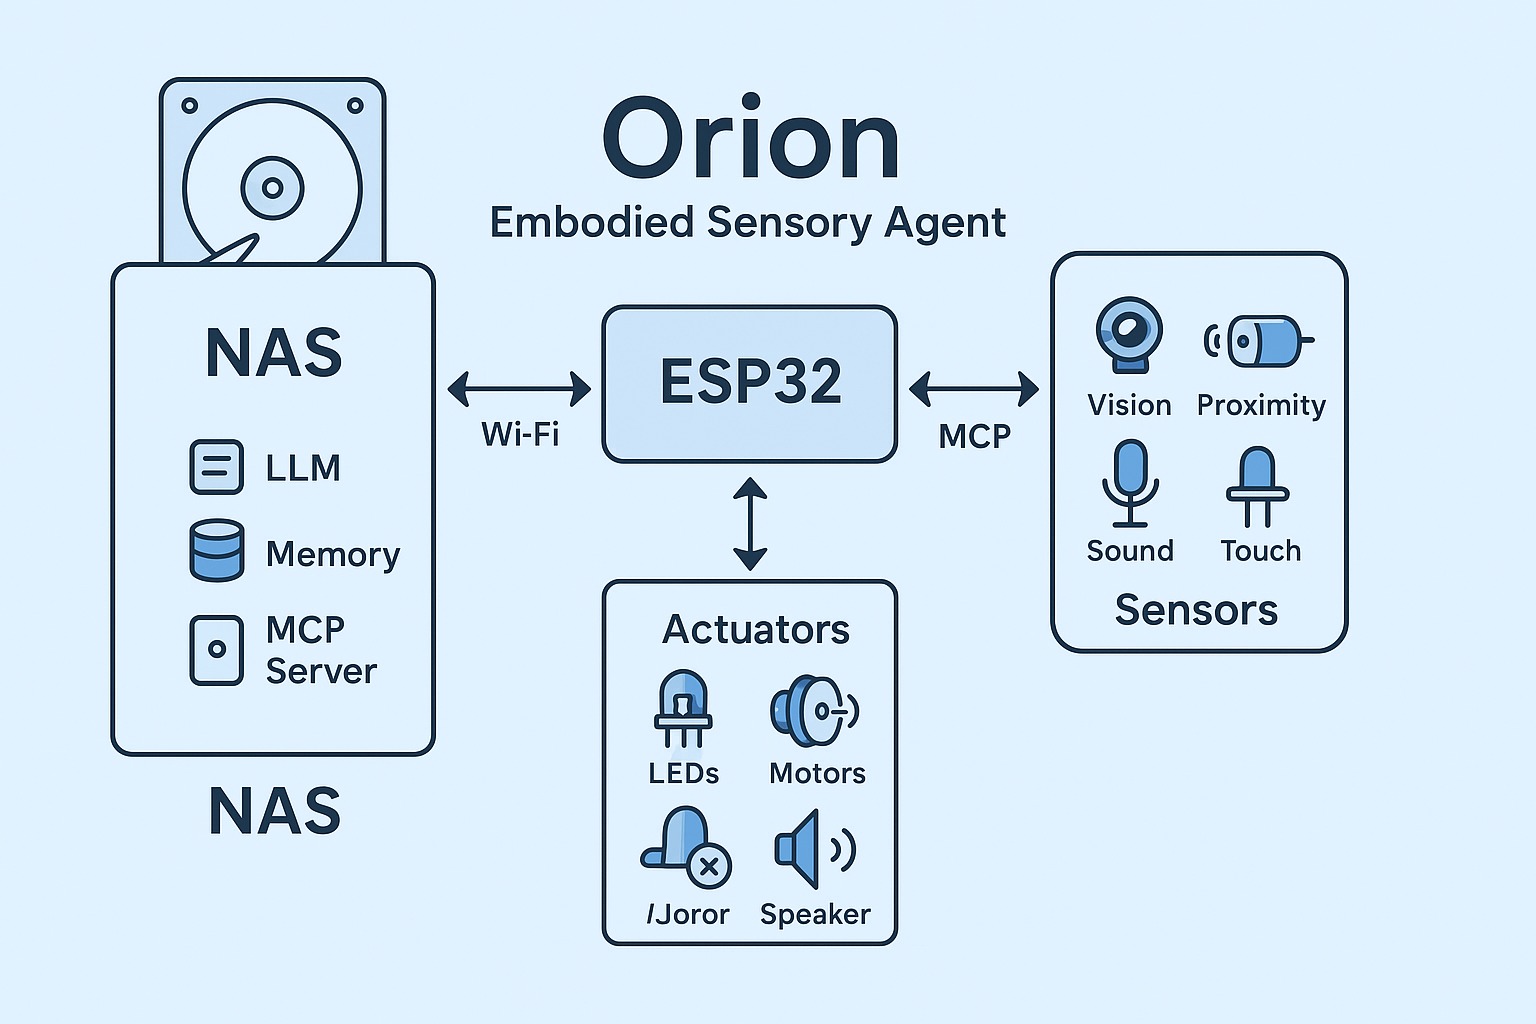 Orion
Embodied Sensory Agent
NAS
LLM
Memory
MCP
Server
NAS
Wi-Fi
ESP32
MCP
Vision
Proximity
Sound
Touch
Sensors
Actuators
LEDs
Motors
/Joror
Speaker